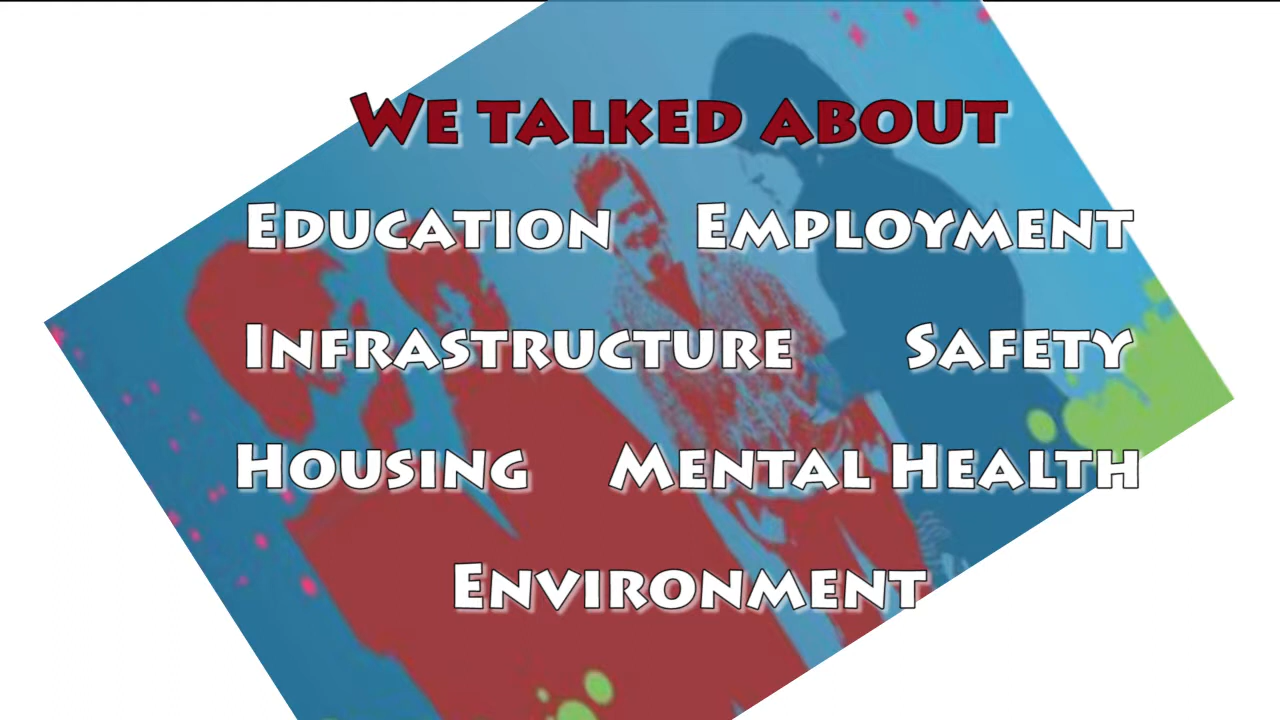 We talked about
Education Employment
Infrastructure Safety
Housing Mental Health
Environment